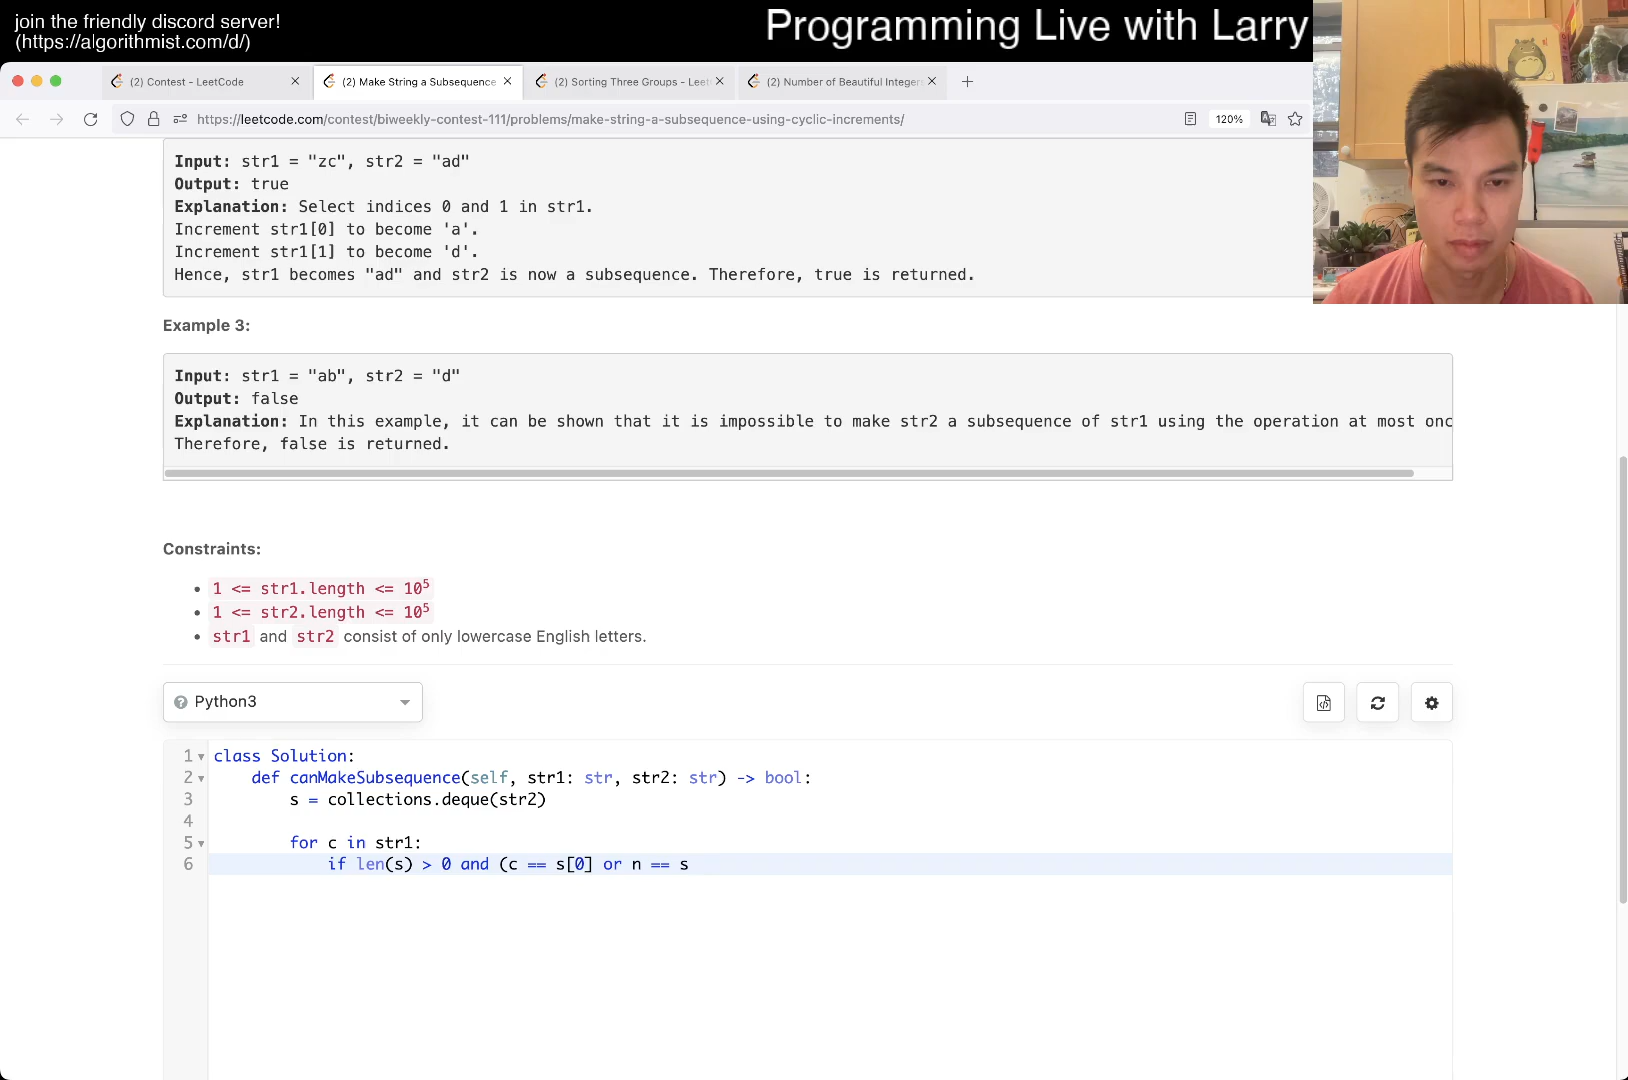 join the friendly discord server!
(https://algorithmist.com/d/)
Programming Live with Larry
(2) Contest - LeetCode
(2) Make String a Subsequence
(2) Sorting Three Groups - Leet
(2) Number of Beautiful Integers
https://leetcode.com/contest/biweekly-contest-111/problems/make-string-a-subsequence-using-cyclic-increments/
120%
Input: str1 = "zc", str2 = "ad"
Output: true
Explanation: Select indices 0 and 1 in str1.
Increment str1[0] to become 'a'.
Increment str1[1] to become 'd'.
Hence, str1 becomes "ad" and str2 is now a subsequence. Therefore, true is returned.
Example 3:
Input: str1 = "ab", str2 = "d"
Output: false
Explanation: In this example, it can be shown that it is impossible to make str2 a subsequence of str1 using the operation at most onc
Therefore, false is returned.
Constraints:
• 1 <= str1.length <= 10⁵
• 1 <= str2.length <= 10⁵
• str1 and str2 consist of only lowercase English letters.
Python3
1 class Solution:
2 def canMakeSubsequence(self, str1: str, str2: str) -> bool:
3 s = collections.deque(str2)
4
5 for c in str1:
6 if len(s) > 0 and (c == s[0] or n == s